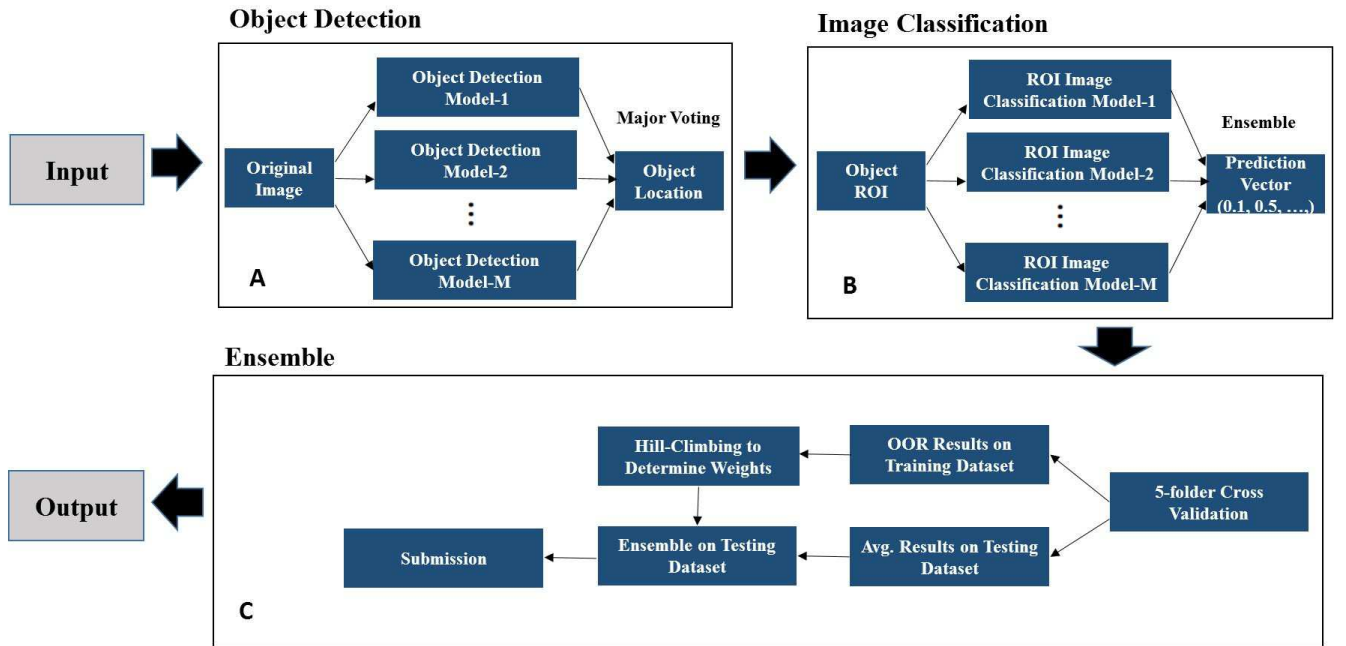 Object Detection
Image Classification
Input
Original
Image
Object Detection
Model-1
Object Detection
Model-2
Object Detection
Model-M
Major Voting
Object
Location
A
Object
ROI
ROI Image
Classification Model-1
ROI Image
Classification Model-2
ROI Image
Classification Model-M
Ensemble
Prediction
Vector
(0.1, 0.5, …,)
B
Ensemble
Output
Submission
Hill-Climbing to
Determine Weights
Ensemble on Testing
Dataset
OOR Results on
Training Dataset
Avg. Results on Testing
Dataset
5-folder Cross
Validation
C